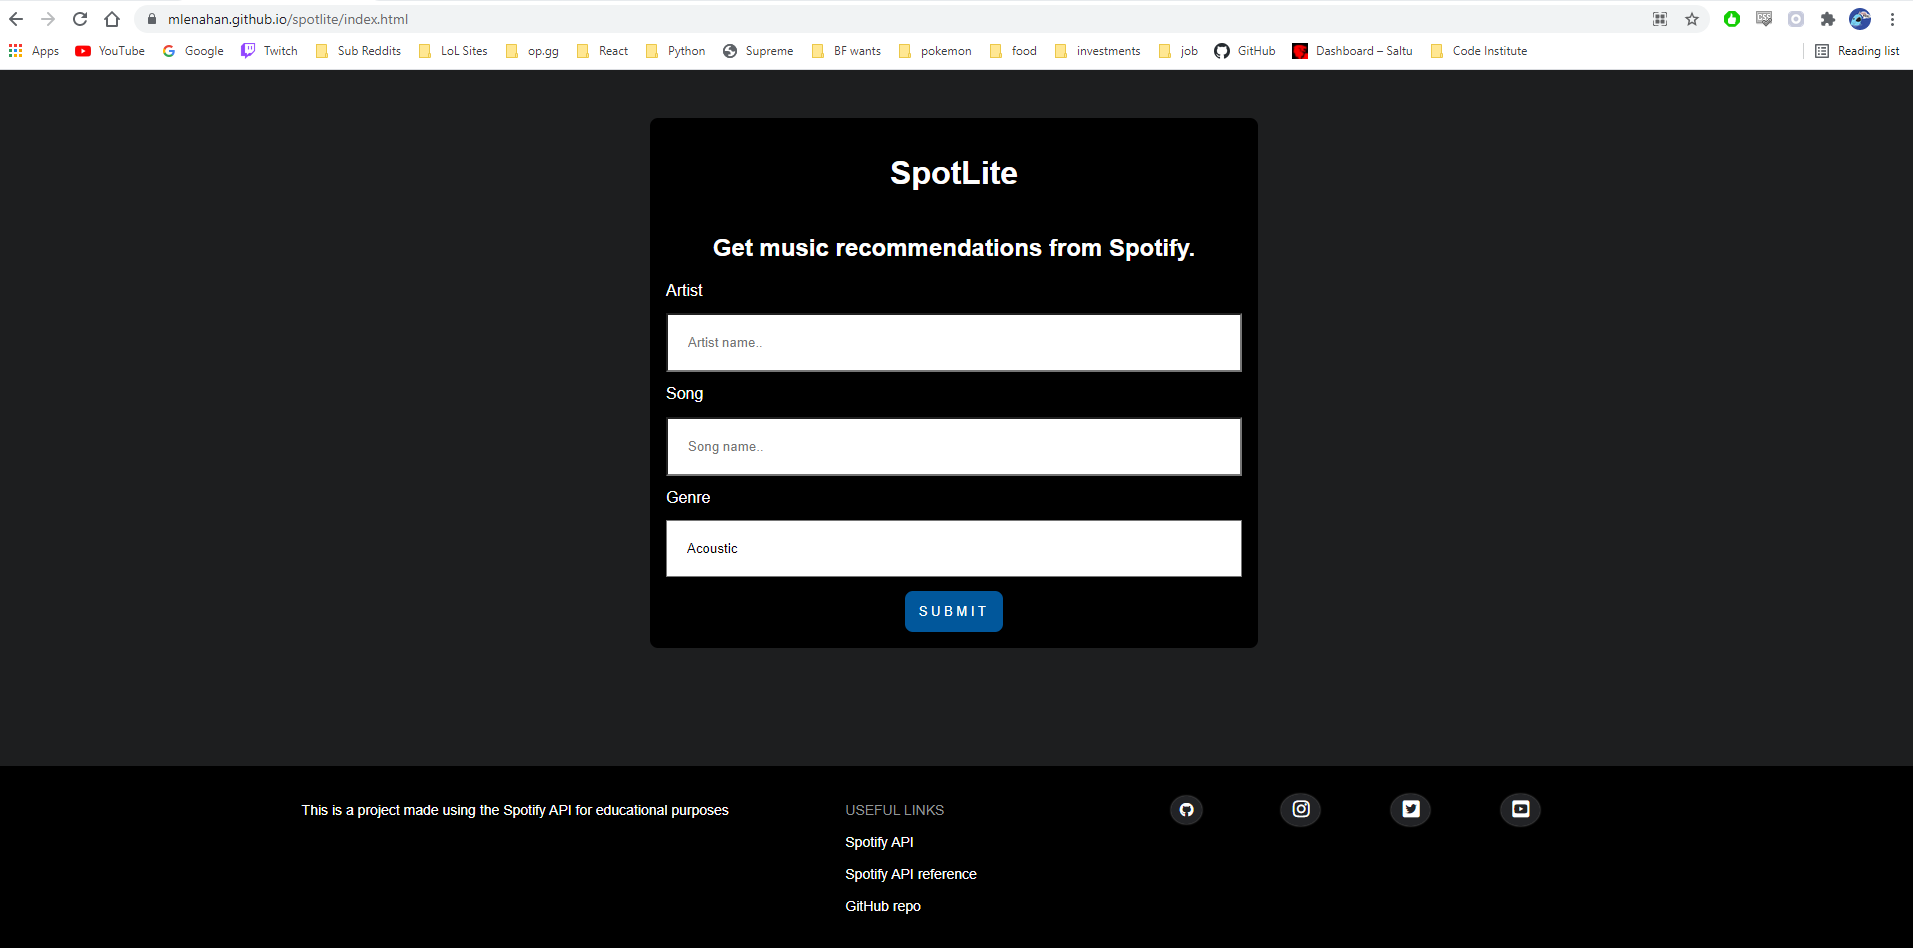 mlenahan.github.io/spotlite/index.html
Apps YouTube Google Twitch Sub Reddits LoL Sites op.gg React Python Supreme BF wants pokemon food investments job GitHub Dashboard – Saltu Code Institute Reading list
SpotLite
Get music recommendations from Spotify.
Artist
Artist name..
Song
Song name..
Genre
Acoustic
SUBMIT
This is a project made using the Spotify API for educational purposes
USEFUL LINKS
Spotify API
Spotify API reference
GitHub repo